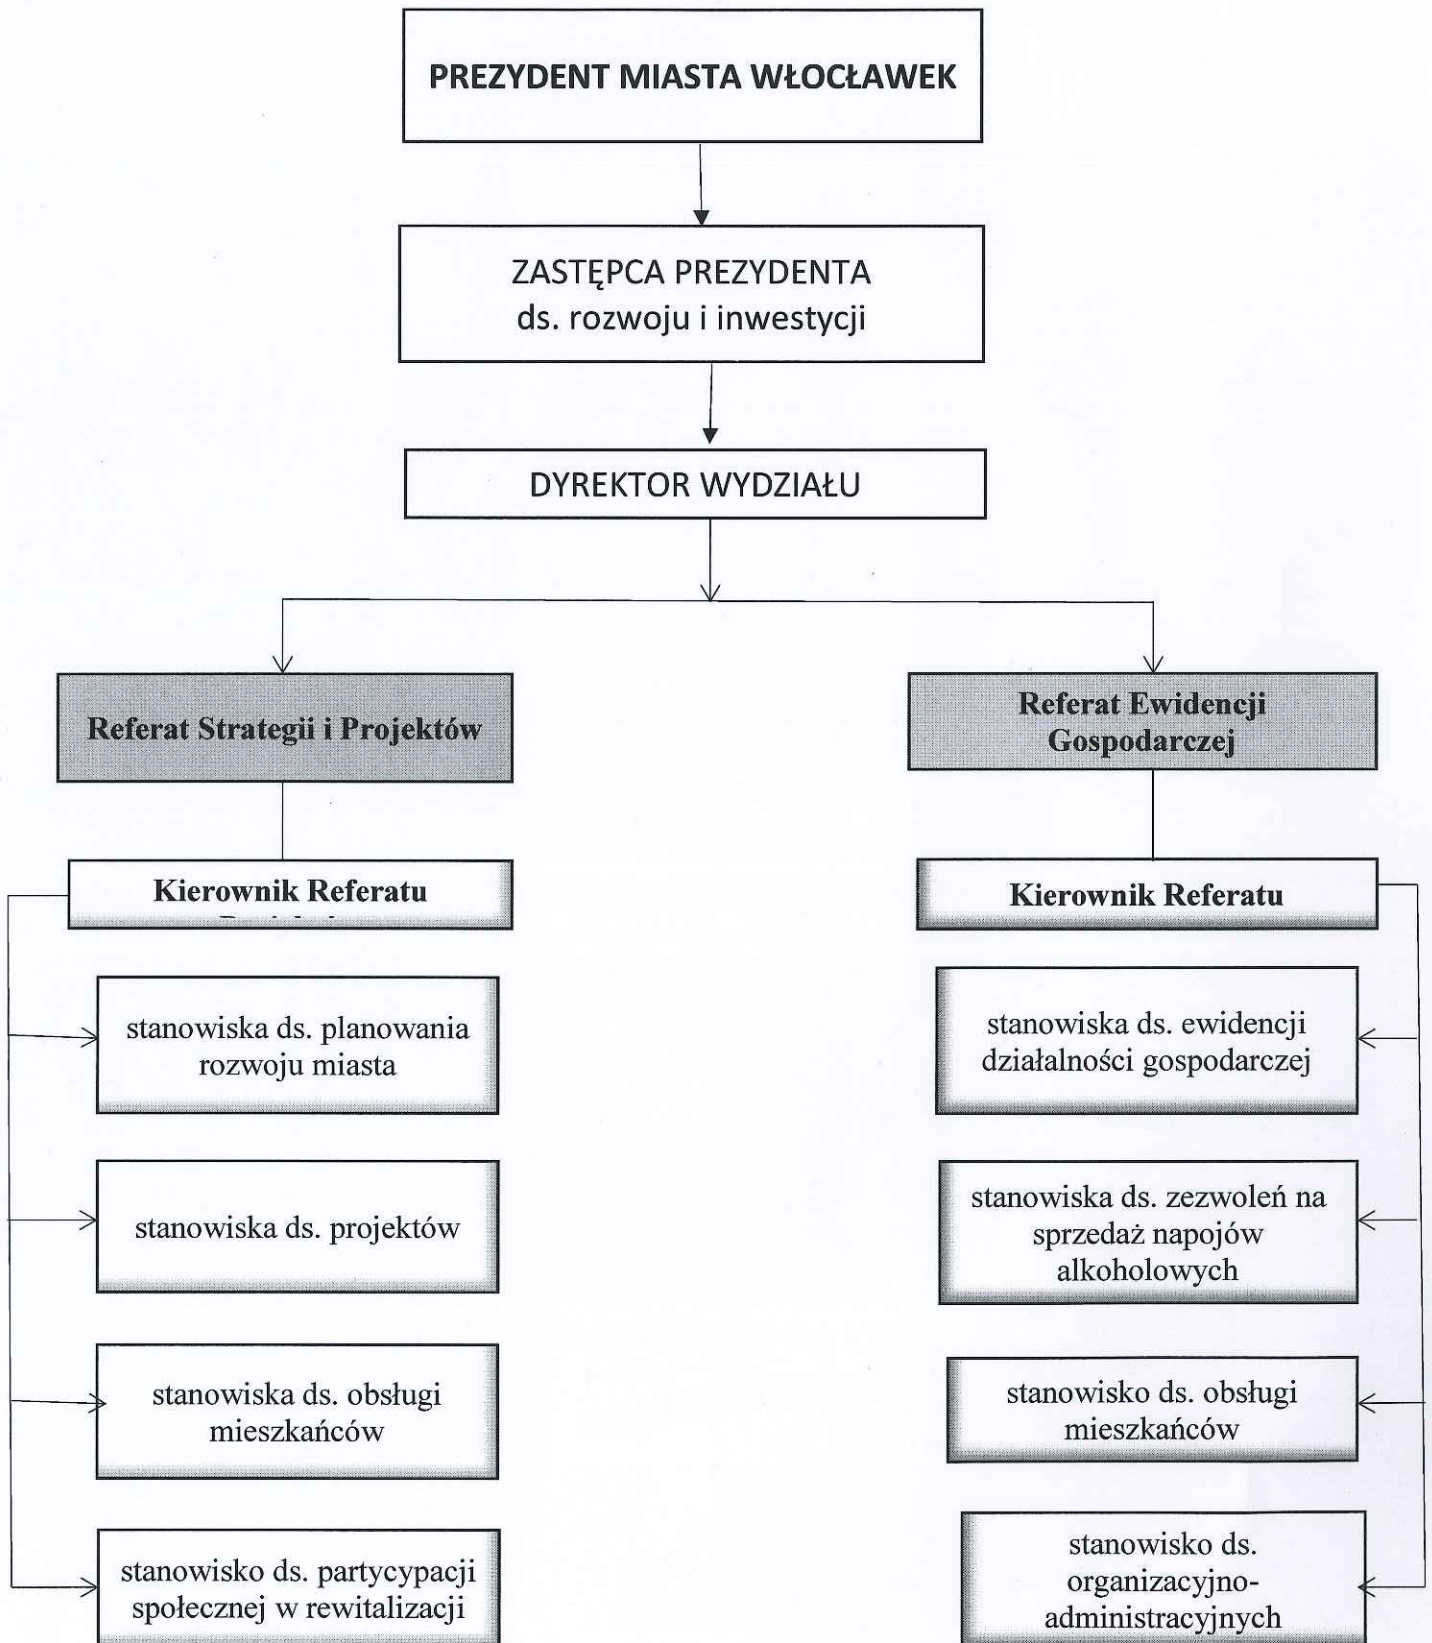 PREZYDENT MIASTA WŁOCŁAWEK
ZASTĘPCA PREZYDENTA
ds. rozwoju i inwestycji
DYREKTOR WYDZIAŁU
Referat Strategii i Projektów
Referat Ewidencji
Gospodarczej
Kierownik Referatu
Kierownik Referatu
stanowiska ds. planowania
rozwoju miasta
stanowiska ds. projektów
stanowiska ds. obsługi
mieszkańców
stanowisko ds. partycypacji
społecznej w rewitalizacji
stanowiska ds. ewidencji
działalności gospodarczej
stanowiska ds. zezwoleń na
sprzedaż napojów
alkoholowych
stanowisko ds. obsługi
mieszkańców
stanowisko ds.
organizacyjno-
administracyjnych